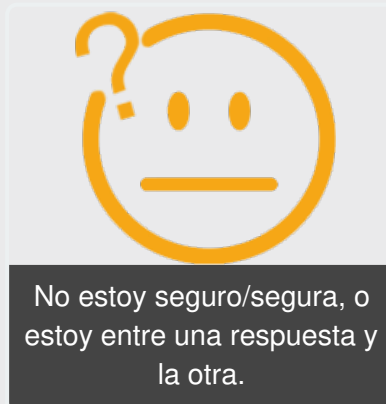 ?
No estoy seguro/segura, o
estoy entre una respuesta y
la otra.